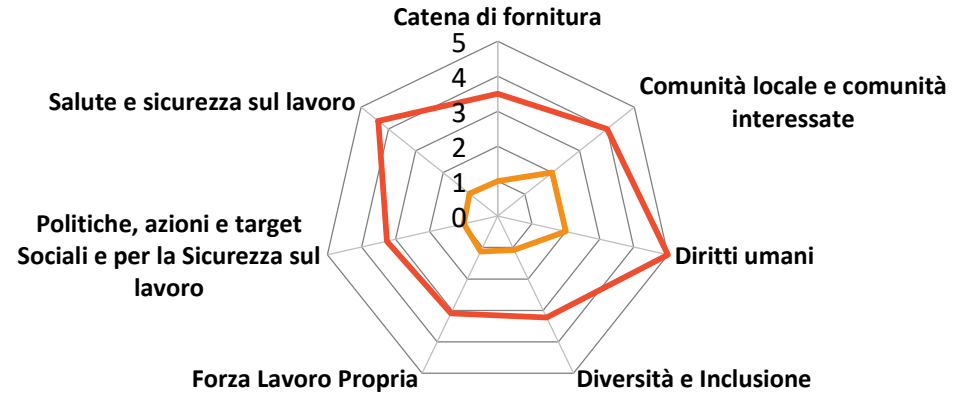 Catena di fornitura
5
4
3
2
1
0
Comunità locale e comunità
interessate
Diritti umani
Diversità e Inclusione
Forza Lavoro Propria
Politiche, azioni e target
Sociali e per la Sicurezza sul
lavoro
Salute e sicurezza sul lavoro